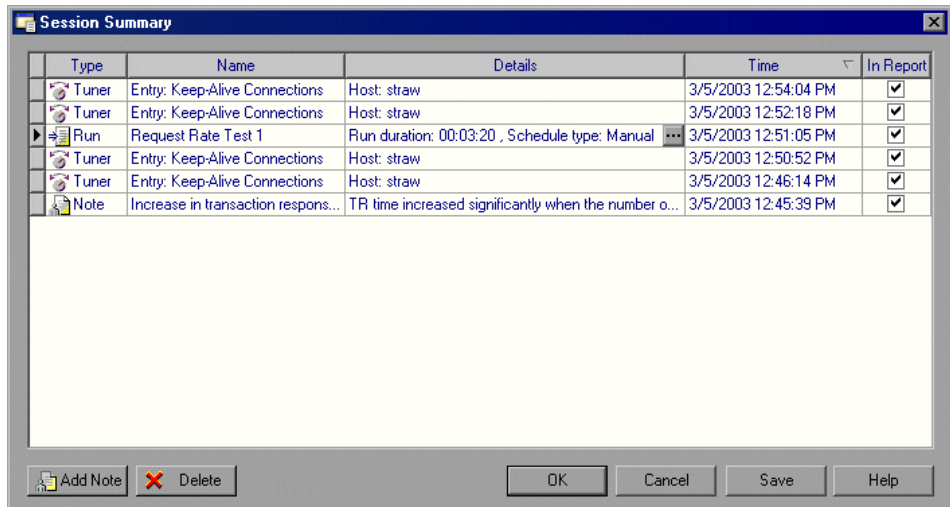 Session Summary
Type Name Details Time In Report
Tuner Entry: Keep-Alive Connections Host: straw 3/5/2003 12:54:04 PM
Tuner Entry: Keep-Alive Connections Host: straw 3/5/2003 12:52:18 PM
Run Request Rate Test 1 Run duration: 00:03:20 , Schedule type: Manual ... 3/5/2003 12:51:05 PM
Tuner Entry: Keep-Alive Connections Host: straw 3/5/2003 12:50:52 PM
Tuner Entry: Keep-Alive Connections Host: straw 3/5/2003 12:46:14 PM
Note Increase in transaction respons... TR time increased significantly when the number o... 3/5/2003 12:45:39 PM
Add Note Delete OK Cancel Save Help